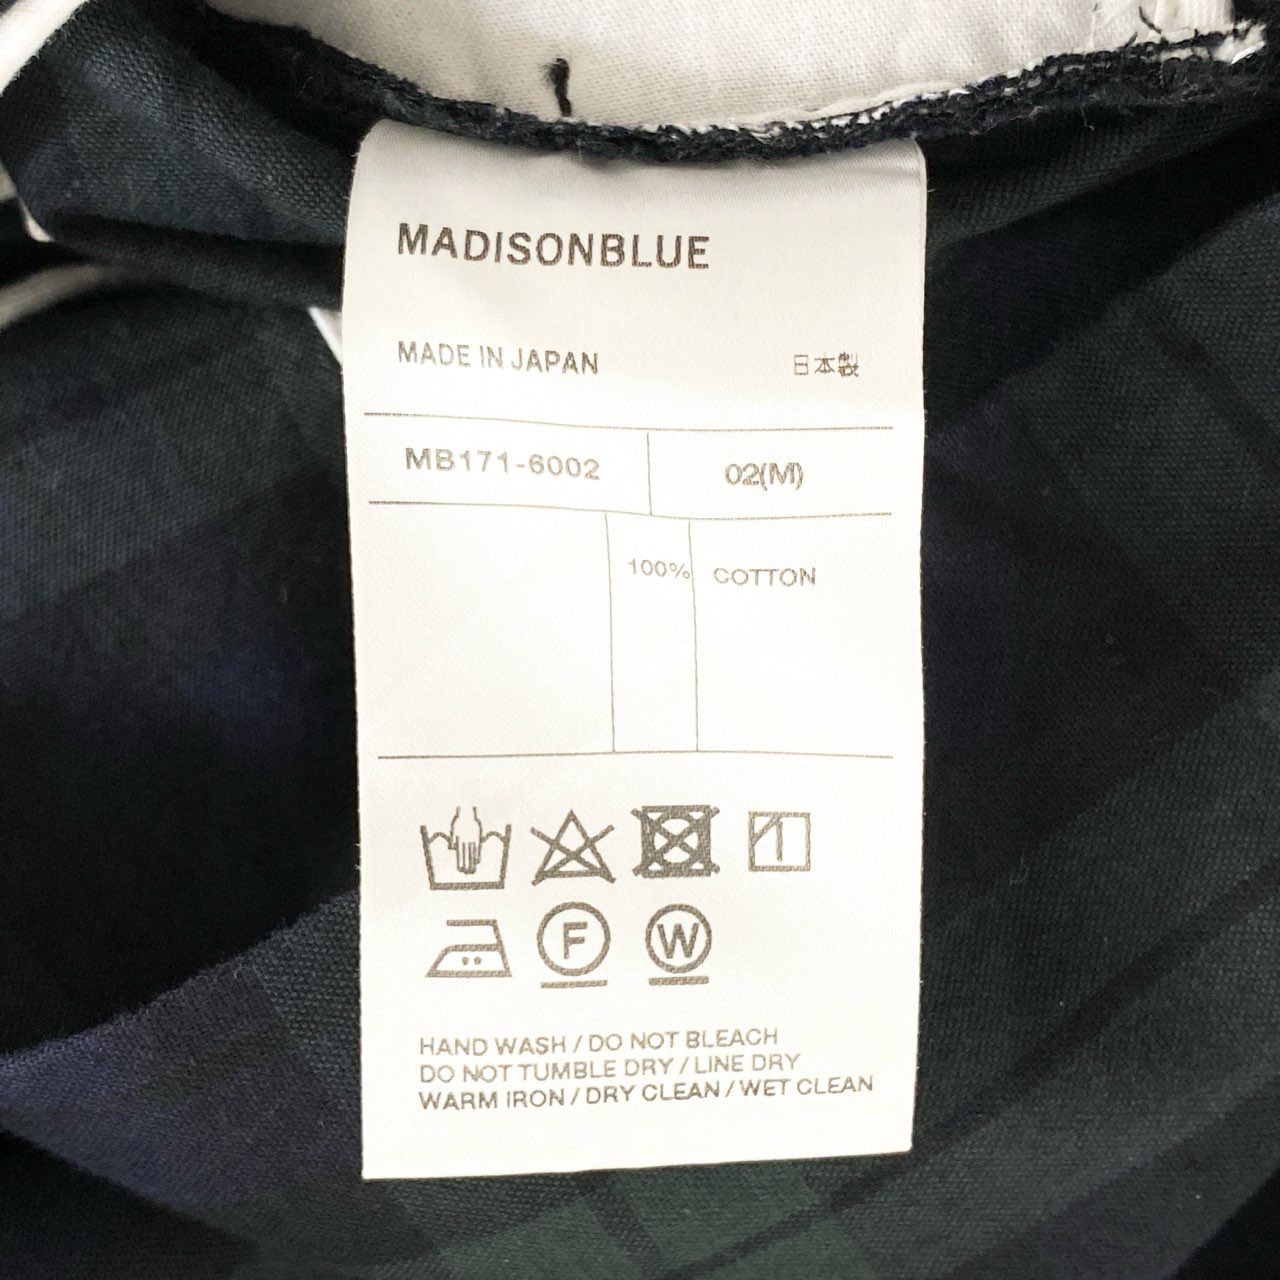 MADISONBLUE
MADE IN JAPAN 日本製
MB171-6002 02(M)
100% COTTON
F W
HAND WASH / DO NOT BLEACH
DO NOT TUMBLE DRY / LINE DRY
WARM IRON / DRY CLEAN / WET CLEAN